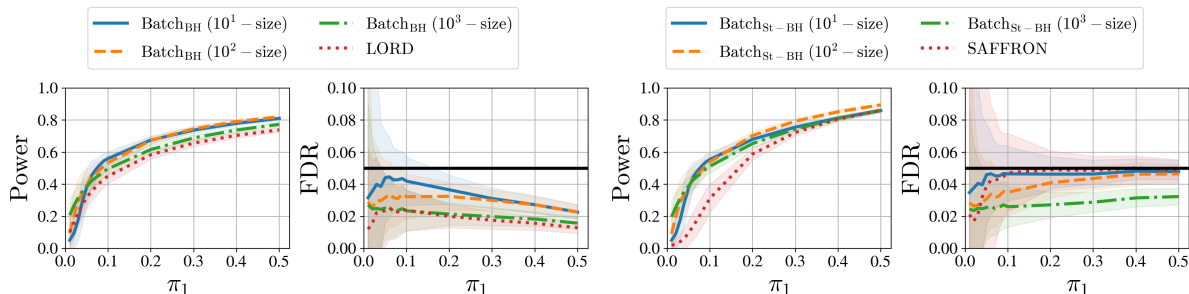 Batch_BH (10^1 − size)
Batch_BH (10^3 − size)
Batch_BH (10^2 − size)
LORD
Batch_St−BH (10^1 − size)
Batch_St−BH (10^3 − size)
Batch_St−BH (10^2 − size)
SAFFRON
Power
1.0
0.8
0.6
0.4
0.2
0.0
0.0 0.1 0.2 0.3 0.4 0.5
π_1
FDR
0.10
0.08
0.06
0.04
0.02
0.00
0.0 0.1 0.2 0.3 0.4 0.5
π_1
Power
1.0
0.8
0.6
0.4
0.2
0.0
0.0 0.1 0.2 0.3 0.4 0.5
π_1
FDR
0.10
0.08
0.06
0.04
0.02
0.00
0.0 0.1 0.2 0.3 0.4 0.5
π_1